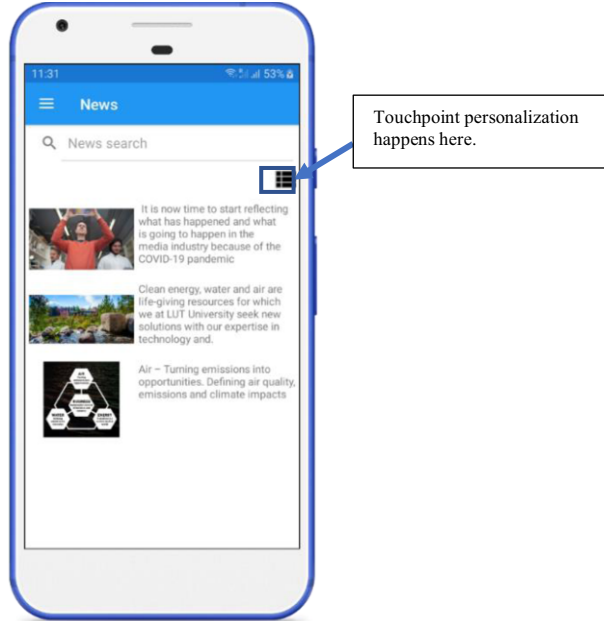 11:31
53%
News
News search
Touchpoint personalization
happens here.
It is now time to start reflecting
what has happened and what
is going to happen in the
media industry because of the
COVID-19 pandemic
Clean energy, water and air are
life-giving resources for which
we at LUT University seek new
solutions with our expertise in
technology and.
Air – Turning emissions into
opportunities. Defining air quality,
emissions and climate impacts
AIR
WATER
ENERGY